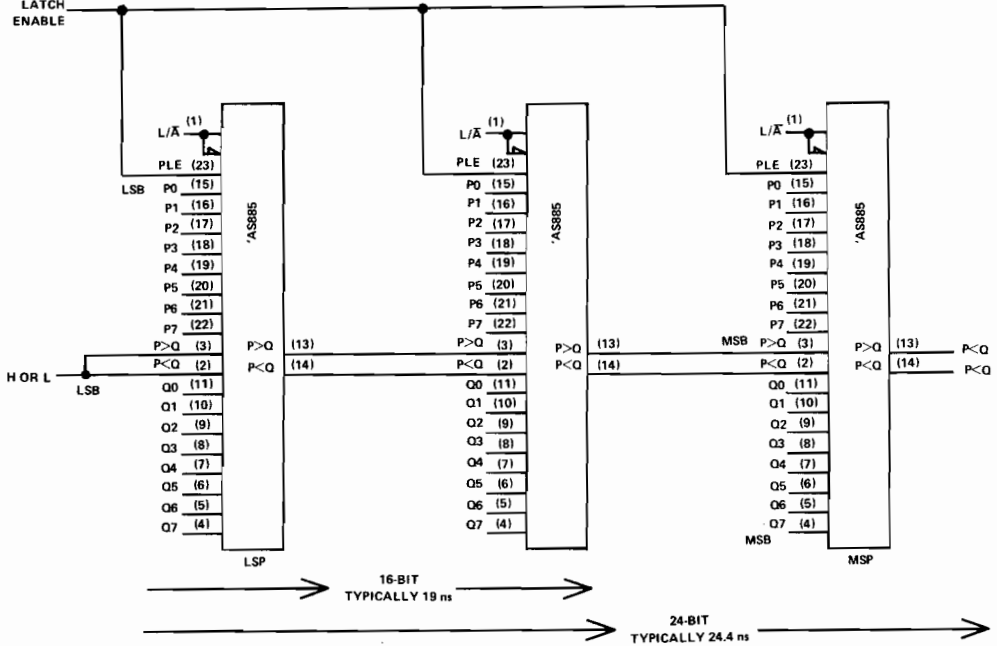 LATCH
ENABLE
L/A̅ (1)
PLE (23)
LSB P0 (15)
P1 (16)
P2 (17)
P3 (18)
P4 (19)
P5 (20)
P6 (21)
P7 (22)
P>Q (3)
P<Q (2)
H OR L
LSB
Q0 (11)
Q1 (10)
Q2 (9)
Q3 (8)
Q4 (7)
Q5 (6)
Q6 (5)
Q7 (4)
'AS885
P>Q (13)
P<Q (14)
LSP
L/A̅ (1)
PLE (23)
P0 (15)
P1 (16)
P2 (17)
P3 (18)
P4 (19)
P5 (20)
P6 (21)
P7 (22)
P>Q (3)
P<Q (2)
Q0 (11)
Q1 (10)
Q2 (9)
Q3 (8)
Q4 (7)
Q5 (6)
Q6 (5)
Q7 (4)
'AS885
P>Q (13)
P<Q (14)
L/A̅ (1)
PLE (23)
P0 (15)
P1 (16)
P2 (17)
P3 (18)
P4 (19)
P5 (20)
P6 (21)
P7 (22)
MSB P>Q (3)
P<Q (2)
Q0 (11)
Q1 (10)
Q2 (9)
Q3 (8)
Q4 (7)
Q5 (6)
Q6 (5)
Q7 (4)
MSB
'AS885
P>Q (13) P<Q
P<Q (14) P<Q
MSP
16-BIT
TYPICALLY 19 ns
24-BIT
TYPICALLY 24.4 ns